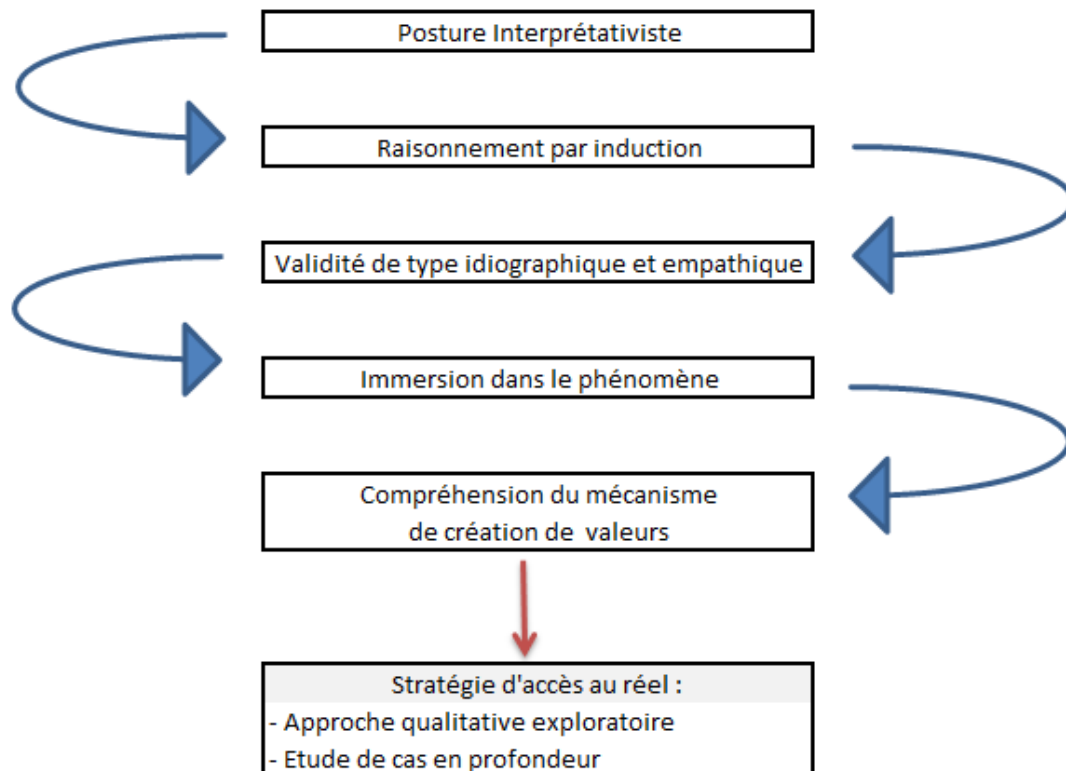 Posture Interprétativiste
Raisonnement par induction
Validité de type idiographique et empathique
Immersion dans le phénomène
Compréhension du mécanisme
de création de valeurs
Stratégie d'accès au réel :
- Approche qualitative exploratoire
- Etude de cas en profondeur